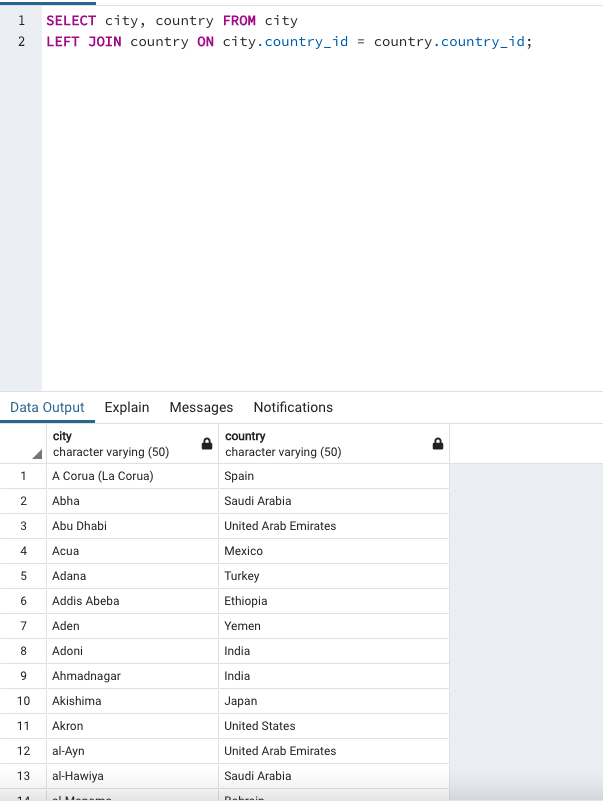 1 SELECT city, country FROM city
2 LEFT JOIN country ON city.country_id = country.country_id;
Data Output Explain Messages Notifications
city country
character varying (50) character varying (50)
1 A Corua (La Corua) Spain
2 Abha Saudi Arabia
3 Abu Dhabi United Arab Emirates
4 Acua Mexico
5 Adana Turkey
6 Addis Abeba Ethiopia
7 Aden Yemen
8 Adoni India
9 Ahmadnagar India
10 Akishima Japan
11 Akron United States
12 al-Ayn United Arab Emirates
13 al-Hawiya Saudi Arabia